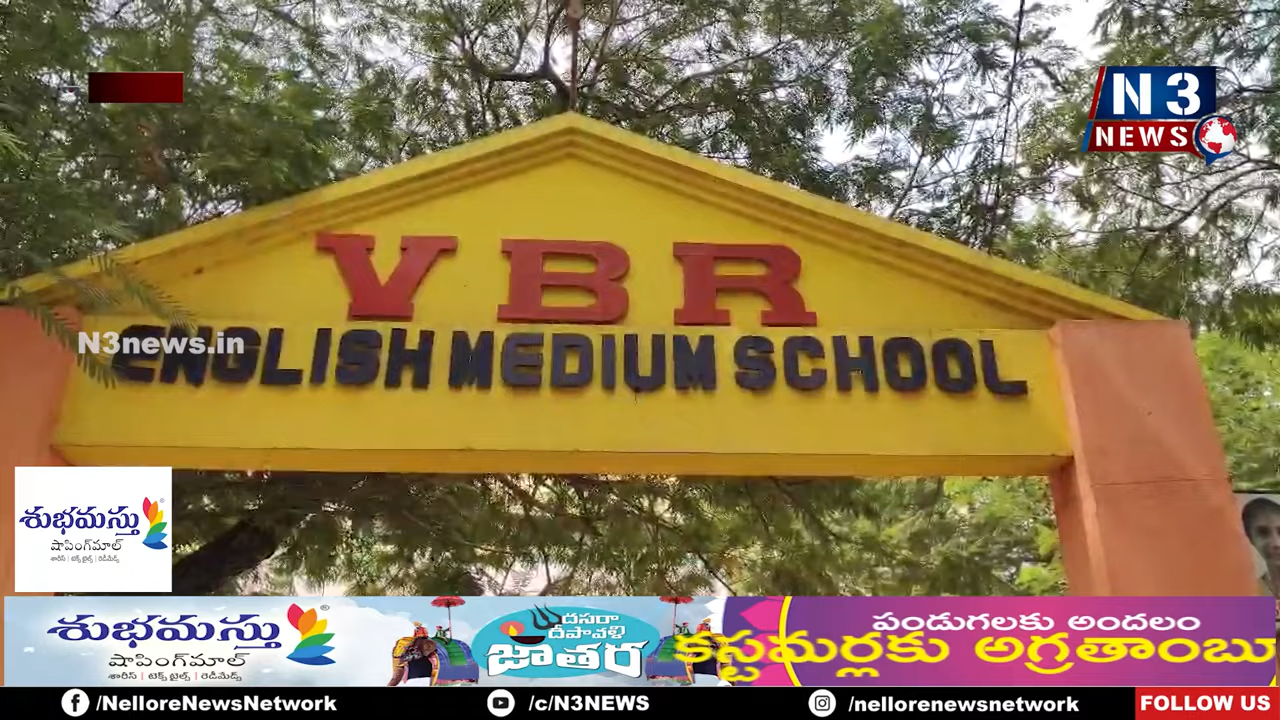 N3
NEWS
VBR
ENGLISH MEDIUM SCHOOL
N3news.in
శుభమస్తు
షాపింగ్‌మాల్
శారీస్ | టెక్స్‌టైల్స్ | రెడీమేడ్స్
శుభమస్తు
షాపింగ్‌మాల్
శారీస్ | టెక్స్‌టైల్స్ | రెడీమేడ్స్
దసరా
దీపావళి
జాతర
పండుగలకు అందలం
కస్టమర్లకు అగ్రతాంబూ
/NelloreNewsNetwork
/c/N3NEWS
/nellorenewsnetwork
FOLLOW US